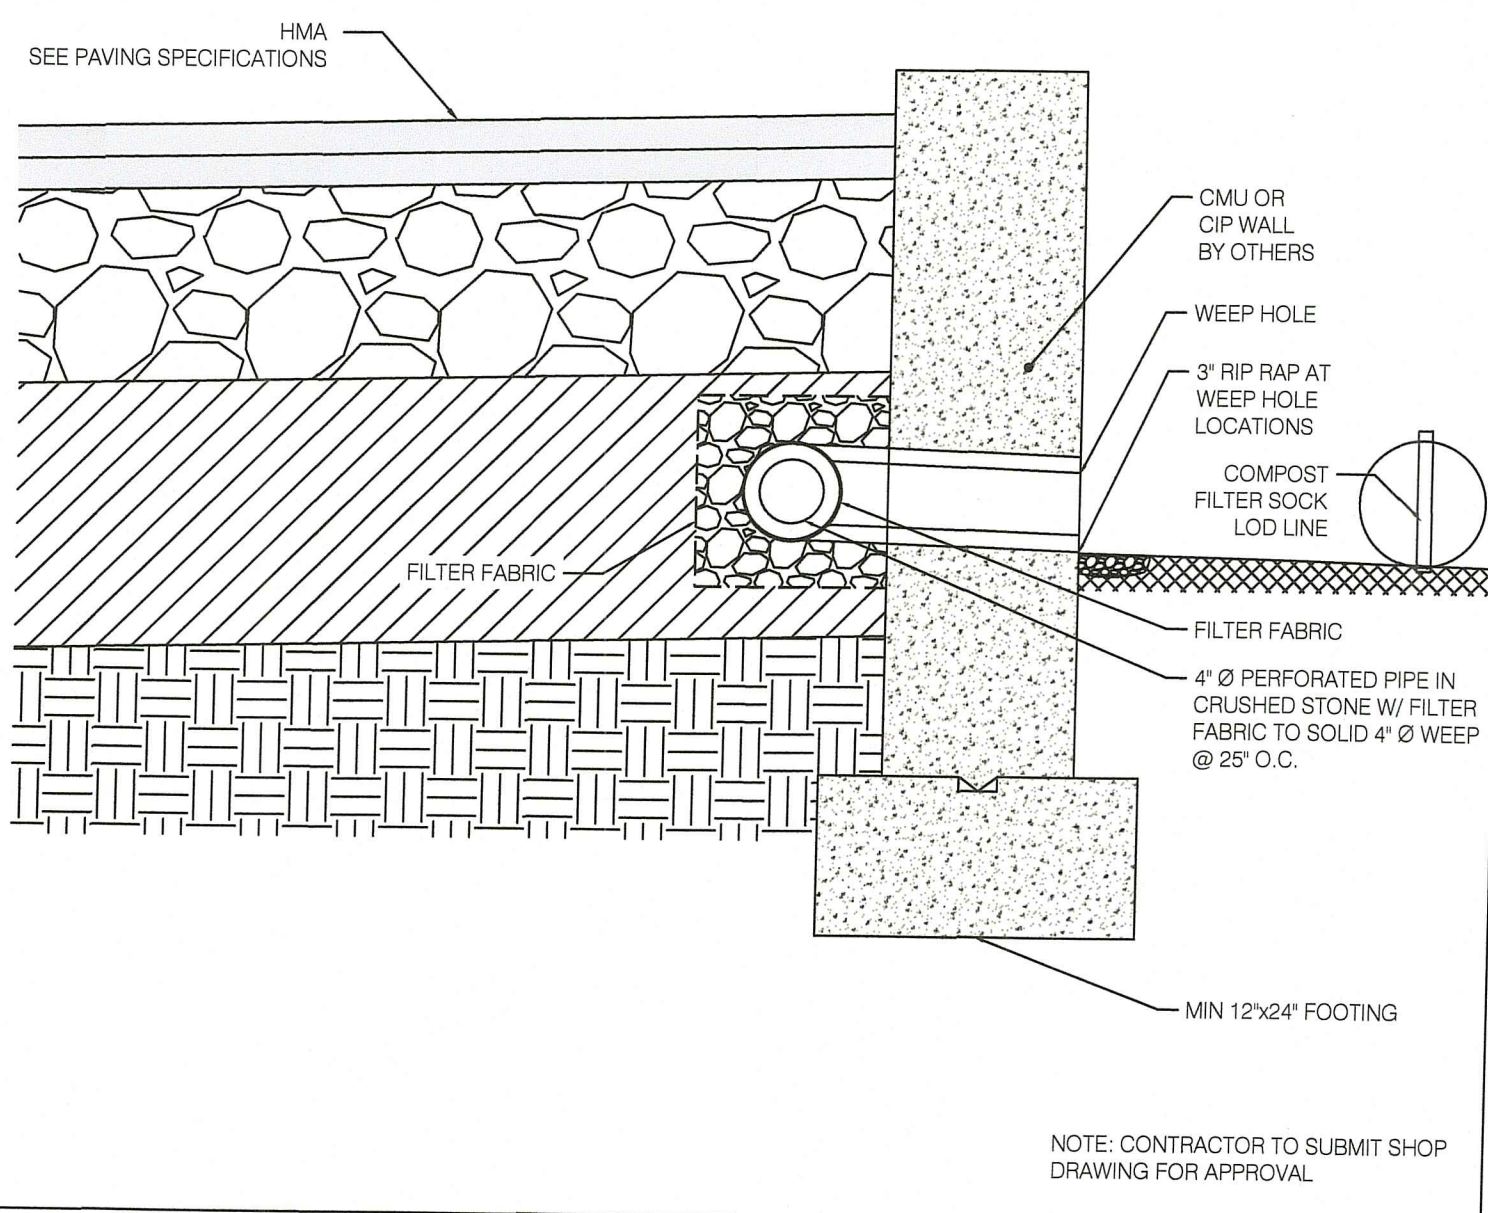 HMA
SEE PAVING SPECIFICATIONS
CMU OR
CIP WALL
BY OTHERS
WEEP HOLE
3" RIP RAP AT
WEEP HOLE
LOCATIONS
COMPOST
FILTER SOCK
LOD LINE
FILTER FABRIC
FILTER FABRIC
4" Ø PERFORATED PIPE IN
CRUSHED STONE W/ FILTER
FABRIC TO SOLID 4" Ø WEEP
@ 25" O.C.
MIN 12"x24" FOOTING
NOTE: CONTRACTOR TO SUBMIT SHOP
DRAWING FOR APPROVAL